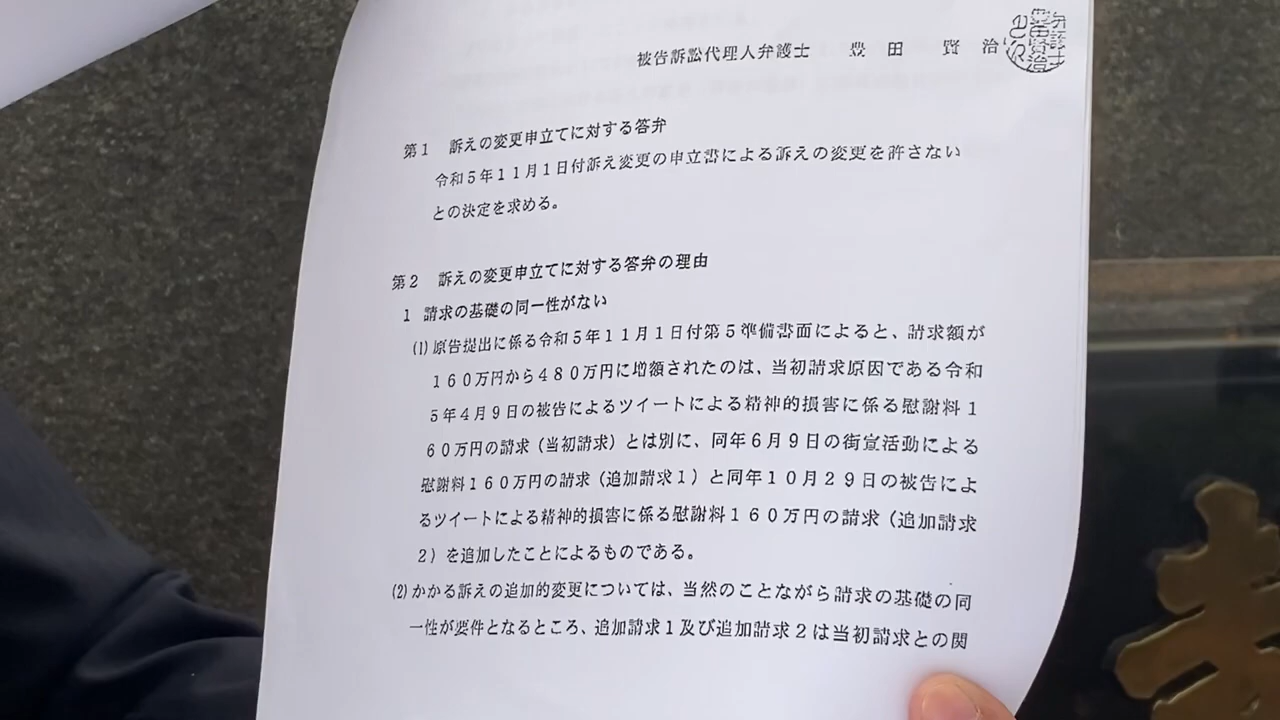 被告訴訟代理人弁護士 豊田 賢治
第1 訴えの変更申立てに対する答弁
令和5年11月1日付訴え変更の申立書による訴えの変更を許さない
との決定を求める。
第2 訴えの変更申立てに対する答弁の理由
1 請求の基礎の同一性がない
(1) 原告提出に係る令和5年11月1日付第5準備書面によると、請求額が
160万円から480万円に増額されたのは、当初請求原因である令和
5年4月9日の被告によるツイートによる精神的損害に係る慰謝料1
60万円の請求（当初請求）とは別に、同年6月9日の街宣活動による
慰謝料160万円の請求（追加請求1）と同年10月29日の被告によ
るツイートによる精神的損害に係る慰謝料160万円の請求（追加請求
2）を追加したことによるものである。
(2) かかる訴えの追加的変更については、当然のことながら請求の基礎の同
一性が要件となるところ、追加請求1及び追加請求2は当初請求との関